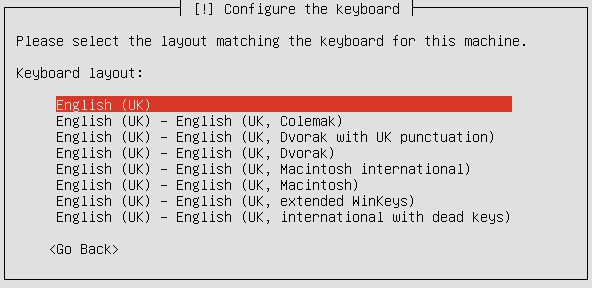 [!] Configure the keyboard
Please select the layout matching the keyboard for this machine.
Keyboard layout:
English (UK)
English (UK) - English (UK, Colemak)
English (UK) - English (UK, Dvorak with UK punctuation)
English (UK) - English (UK, Dvorak)
English (UK) - English (UK, Macintosh international)
English (UK) - English (UK, Macintosh)
English (UK) - English (UK, extended WinKeys)
English (UK) - English (UK, international with dead keys)
<Go Back>